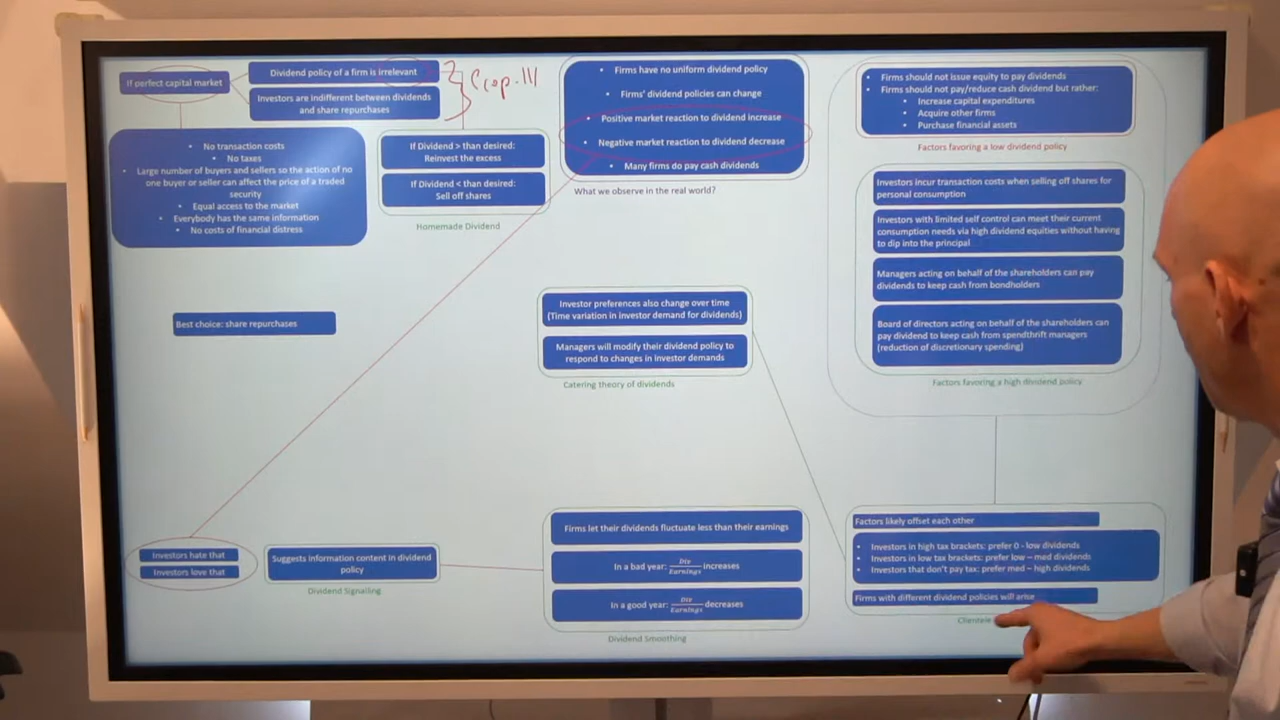 If perfect capital market
Dividend policy of a firm is irrelevant
Investors are indifferent between dividends
and share repurchases
Prop. III
• No transaction costs
• No taxes
• Large number of buyers and sellers so the action of no
one buyer or seller can affect the price of a traded
security
• Equal access to the market
• Everybody has the same information
• No costs of financial distress
If Dividend > than desired:
Reinvest the excess
If Dividend < than desired:
Sell off shares
Homemade Dividend
• Firms have no uniform dividend policy
• Firms' dividend policies can change
• Positive market reaction to dividend increase
• Negative market reaction to dividend decrease
• Many firms do pay cash dividends
What we observe in the real world?
• Firms should not issue equity to pay dividends
• Firms should not pay/reduce cash dividend but rather:
• Increase capital expenditures
• Acquire other firms
• Purchase financial assets
Factors favoring a low dividend policy
Investors incur transaction costs when selling off shares for
personal consumption
Investors with limited self control can meet their current
consumption needs via high dividend equities without having
to dip into the principal
Managers acting on behalf of the shareholders can pay
dividends to keep cash from bondholders
Board of directors acting on behalf of the shareholders can
pay dividend to keep cash from spendthrift managers
(reduction of discretionary spending)
Factors favoring a high dividend policy
Best choice: share repurchases
Investor preferences also change over time
(Time variation in investor demand for dividends)
Managers will modify their dividend policy to
respond to changes in investor demands
Catering theory of dividends
Investors hate that
Investors love that
Suggests information content in dividend
policy
Dividend Signalling
Firms let their dividends fluctuate less than their earnings
In a bad year: Div/Earnings increases
In a good year: Div/Earnings decreases
Dividend Smoothing
Factors likely offset each other
• Investors in high tax brackets: prefer 0 - low dividends
• Investors in low tax brackets: prefer low – med dividends
• Investors that don't pay tax: prefer med – high dividends
Firms with different dividend policies will arise
Clientele